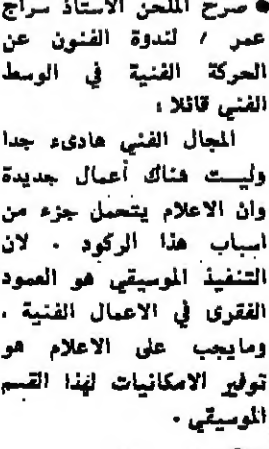 ● صرح الملحن الاستاذ سراج
عمر / لندوة الفنون عن
الحركة الفنية في الوسط
الفني قائلا :
المجال الفني هادىء جدا
وليست هناك أعمال جديدة
وان الاعلام يتحمل جزء من
اسباب هذا الركود . لان
التنفيذ الموسيقي هو العمود
الفقرى في الاعمال الفنية .
ومايجب على الاعلام هو
توفير الامكانيات لهذا القسم
الموسيقي .